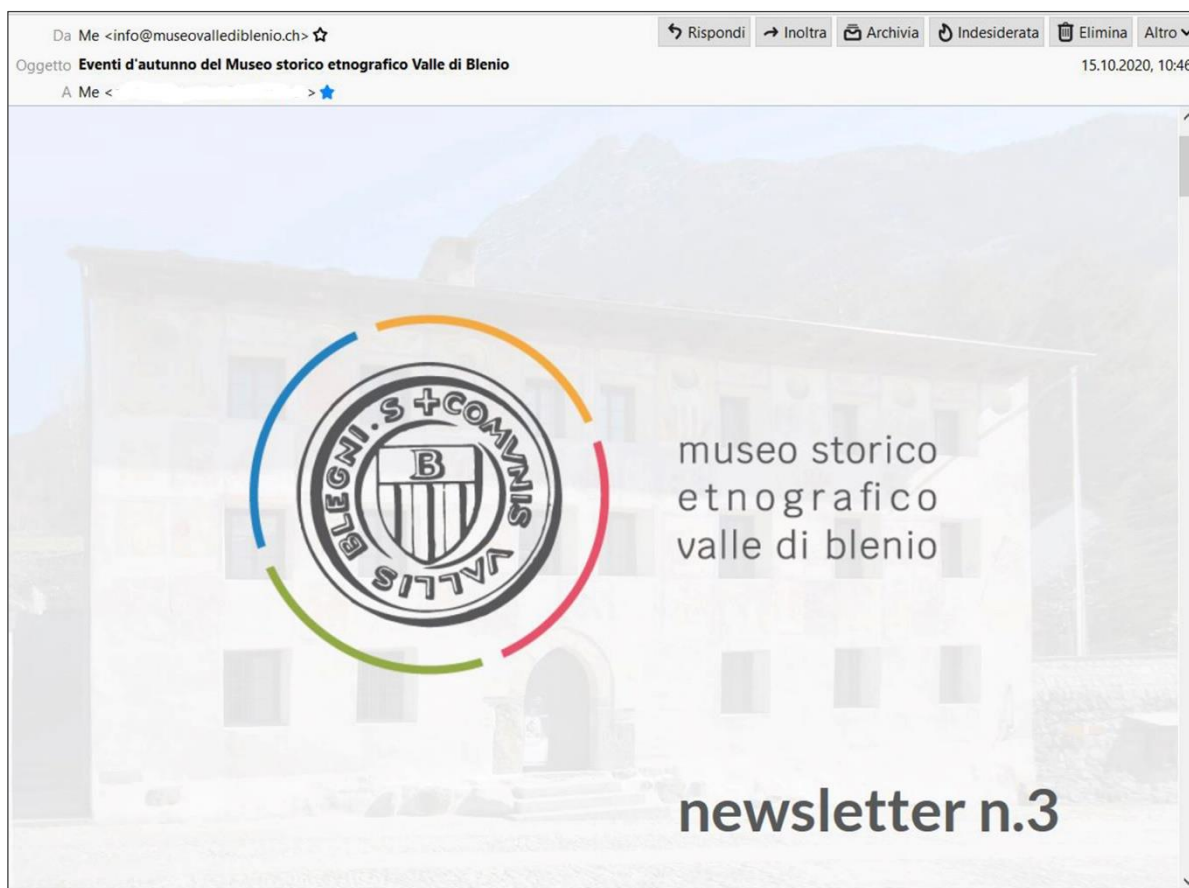 Da Me <info@museovallediblenio.ch>
Rispondi Inoltra Archivia Indesiderata Elimina Altro
Oggetto Eventi d'autunno del Museo storico etnografico Valle di Blenio
15.10.2020, 10:46
A Me < >
+COMVNIS VALLIS BLEGNI.S
B
museo storico
etnografico
valle di blenio
newsletter n.3